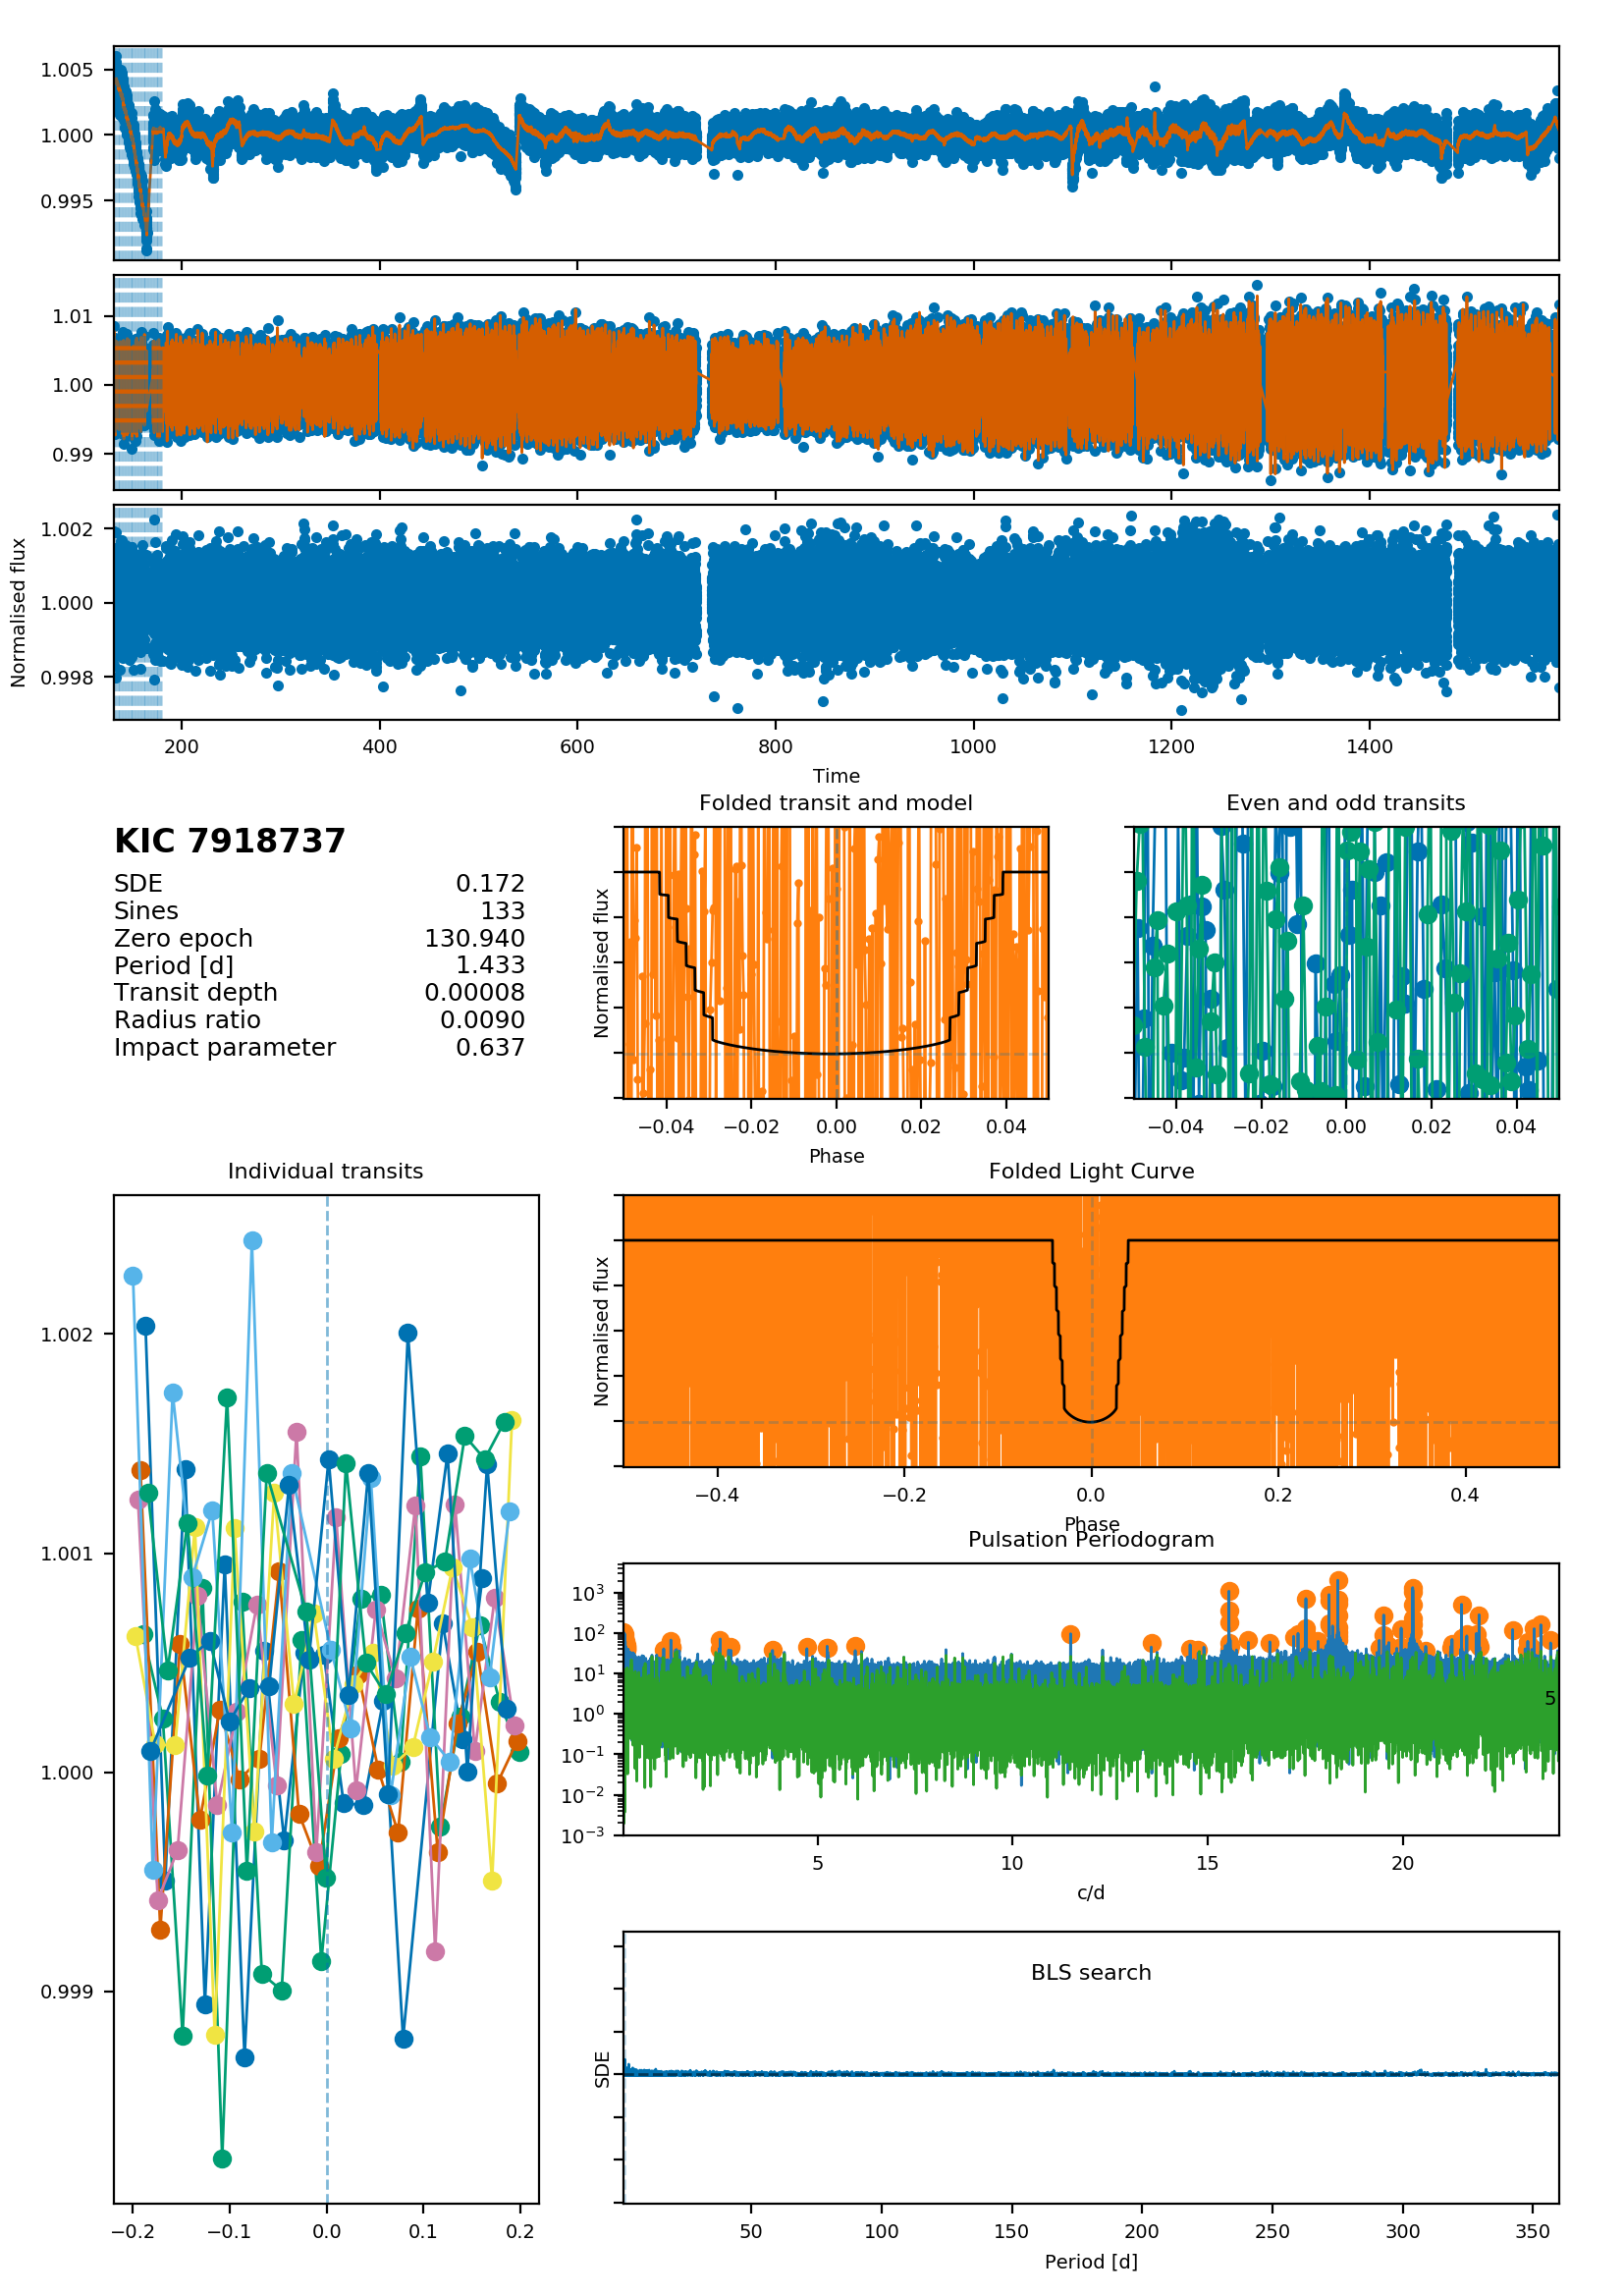 1.005
1.000
0.995
1.01
1.00
0.99
Normalised flux
1.002
1.000
0.998
200 400 600 800 1000 1200 1400
Time
KIC 7918737
SDE 0.172
Sines 133
Zero epoch 130.940
Period [d] 1.433
Transit depth 0.00008
Radius ratio 0.0090
Impact parameter 0.637
Folded transit and model
Normalised flux
−0.04 −0.02 0.00 0.02 0.04
Phase
Even and odd transits
−0.04 −0.02 0.00 0.02 0.04
Individual transits
1.002
1.001
1.000
0.999
−0.2 −0.1 0.0 0.1 0.2
Folded Light Curve
Normalised flux
−0.4 −0.2 0.0 0.2 0.4
Phase
Pulsation Periodogram
10³
10²
10¹
10⁰
10⁻¹
10⁻²
10⁻³
5
5 10 15 20
c/d
BLS search
SDE
50 100 150 200 250 300 350
Period [d]